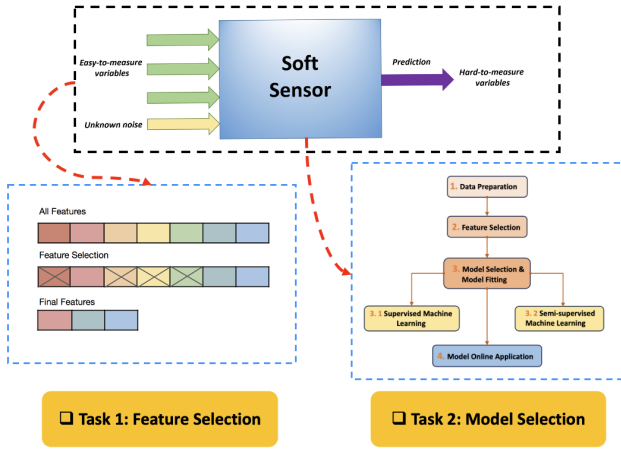 Easy-to-measure
variables
Unknown noise
Soft
Sensor
Prediction
Hard-to-measure
variables
All Features
Feature Selection
Final Features
1. Data Preparation
2. Feature Selection
3. Model Selection &
Model Fitting
3. 1 Supervised Machine
Learning
3. 2 Semi-supervised
Machine Learning
4. Model Online Application
❑ Task 1: Feature Selection
❑ Task 2: Model Selection